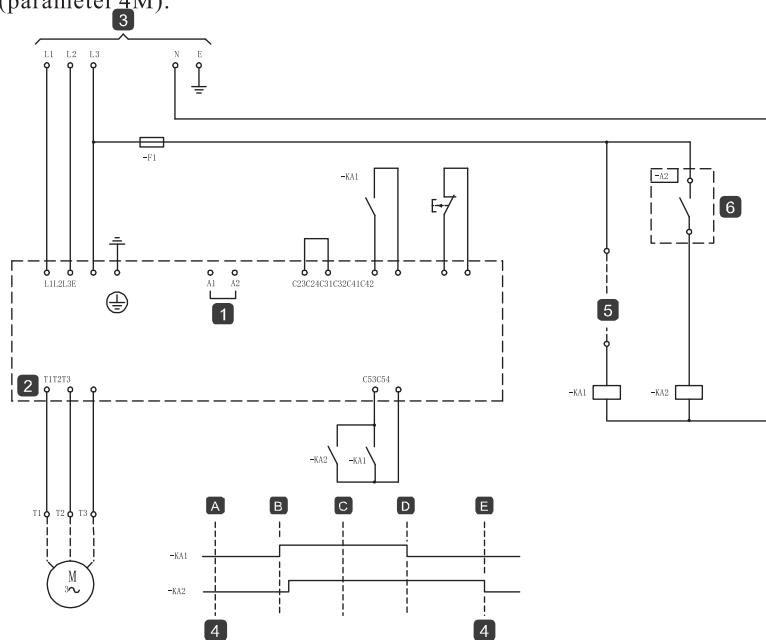 (parameter 4M).
3
L1 L2 L3 N E
-F1
-KA1
-A2
6
L1L2L3E
A1 A2
C23C24C31C32C41C42
1
5
2
T1T2T3
C53C54
-KA1
-KA2
-KA2
-KA1
A B C D E
T1 T2 T3
-KA1
M
3
-KA2
4 4